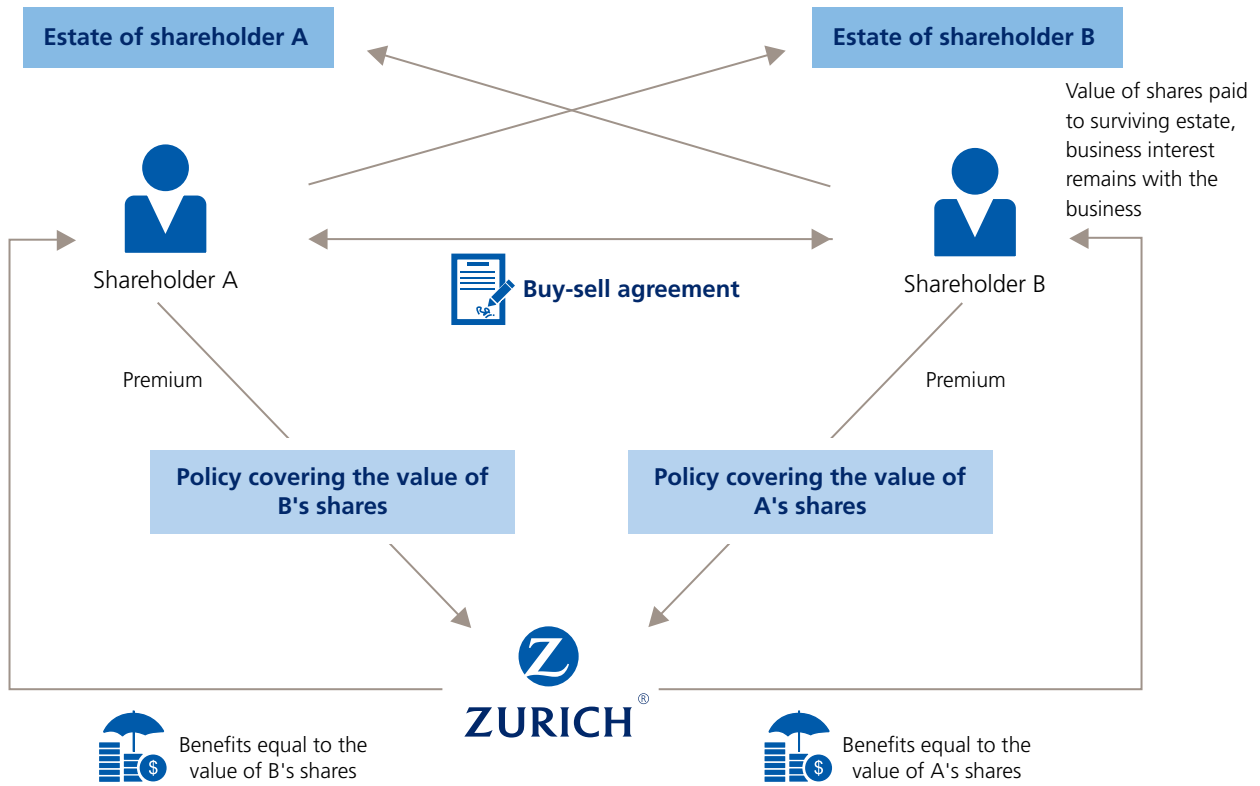 Estate of shareholder A
Estate of shareholder B
Value of shares paid
to surviving estate,
business interest
remains with the
business
Shareholder A
Buy-sell agreement
Shareholder B
Premium
Premium
Policy covering the value of
B's shares
Policy covering the value of
A's shares
Z
ZURICH®
Benefits equal to the
value of B's shares
Benefits equal to the
value of A's shares